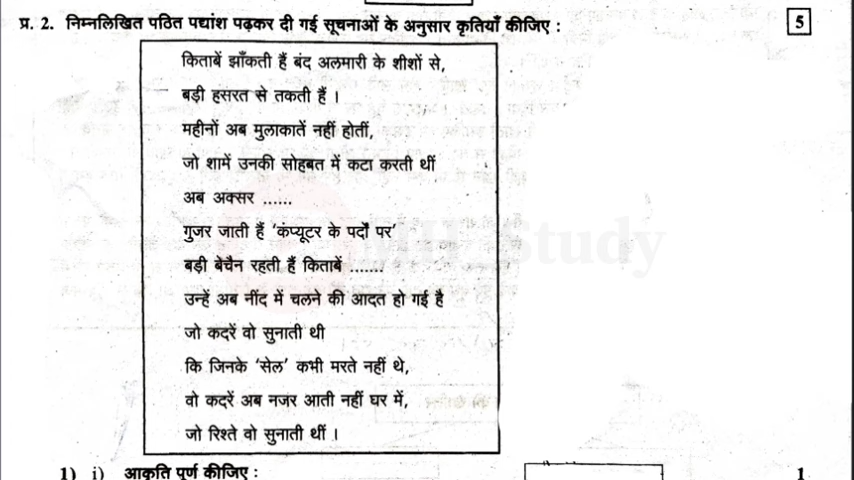 प्र. 2. निम्नलिखित पठित पद्यांश पढ़कर दी गई सूचनाओं के अनुसार कृतियाँ कीजिए : 5
किताबें झाँकती हैं बंद अलमारी के शीशों से,
बड़ी हसरत से तकती हैं ।
महीनों अब मुलाकातें नहीं होतीं,
जो शामें उनकी सोहबत में कटा करती थीं
अब अक्सर ......
गुजर जाती हैं ‘कंप्यूटर के पर्दों पर’
बड़ी बेचैन रहती हैं किताबें .......
उन्हें अब नींद में चलने की आदत हो गई है
जो कदरें वो सुनाती थी
कि जिनके ‘सेल’ कभी मरते नहीं थे,
वो कदरें अब नजर आती नहीं घर में,
जो रिश्ते वो सुनाती थीं ।
1) i) आकृति पूर्ण कीजिए : 1
Study